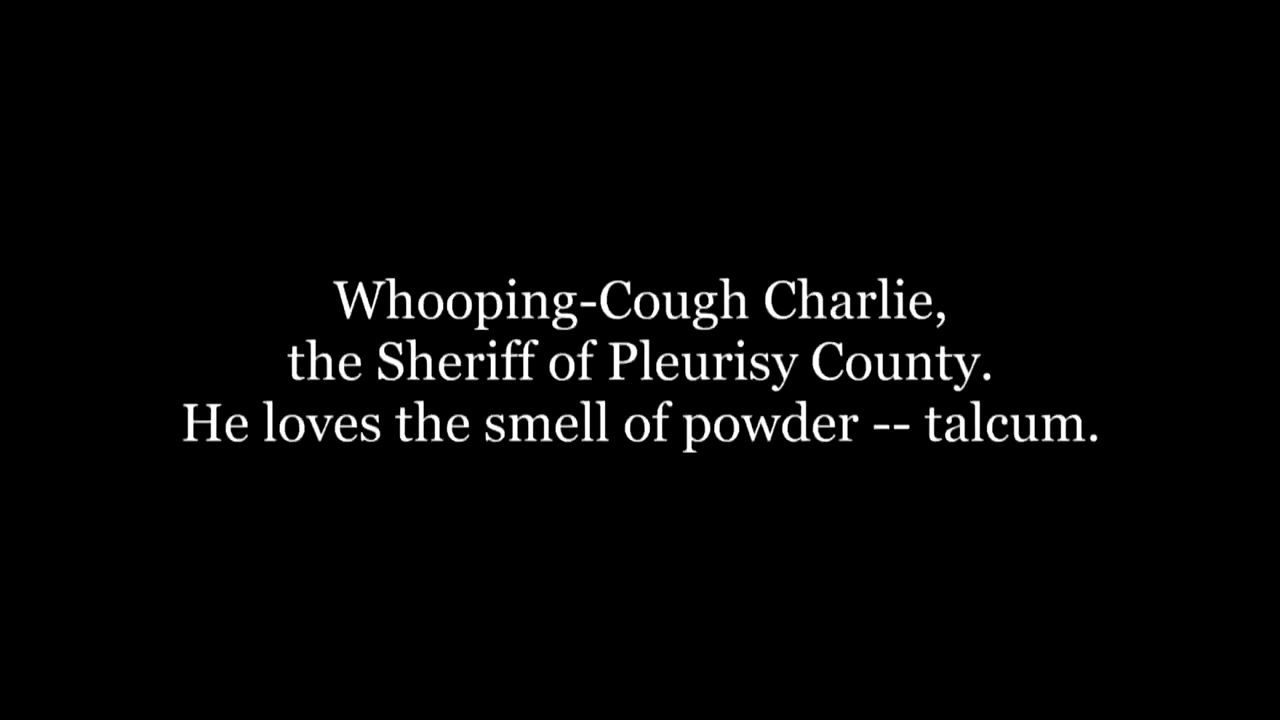 Whooping-Cough Charlie,
the Sheriff of Pleurisy County.
He loves the smell of powder -- talcum.